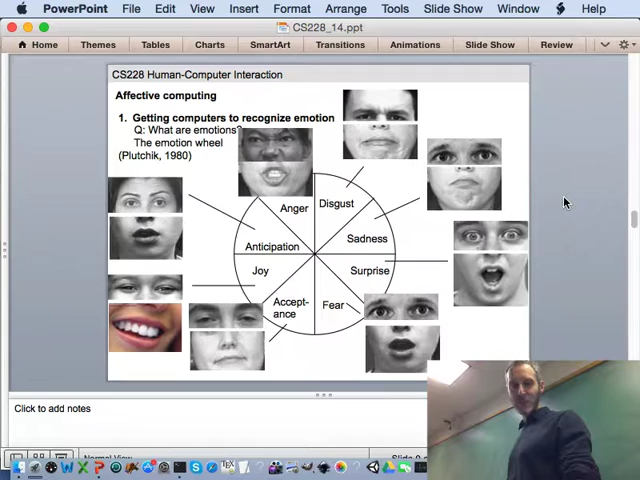 PowerPoint File Edit View Insert Format Arrange Tools Slide Show Window Help
CS228_14.ppt
Home Themes Tables Charts SmartArt Transitions Animations Slide Show Review
CS228 Human-Computer Interaction
Affective computing
1. Getting computers to recognize emotion
Q: What are emotions?
The emotion wheel
(Plutchik, 1980)
Anger
Disgust
Anticipation
Sadness
Joy
Surprise
Accept-
ance
Fear
Click to add notes
Normal View